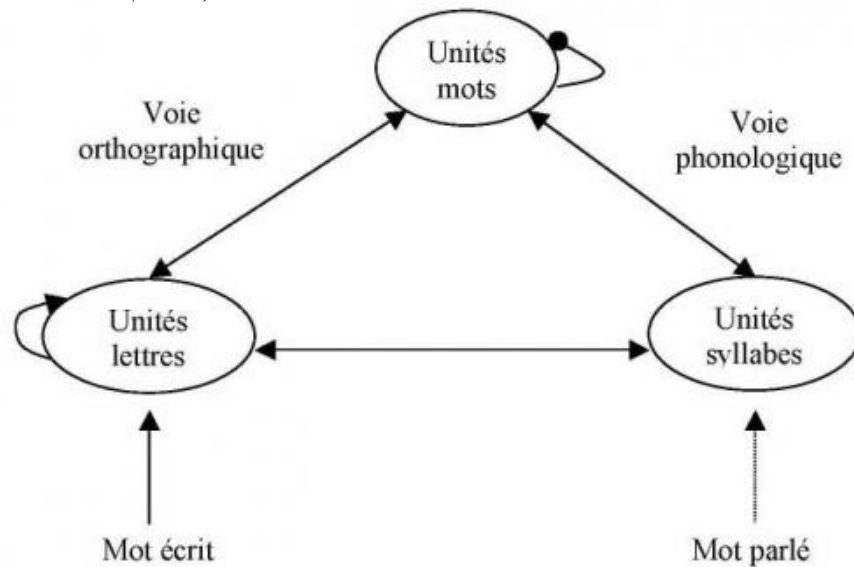 Unités
mots
Voie
orthographique
Voie
phonologique
Unités
lettres
Unités
syllabes
Mot écrit
Mot parlé